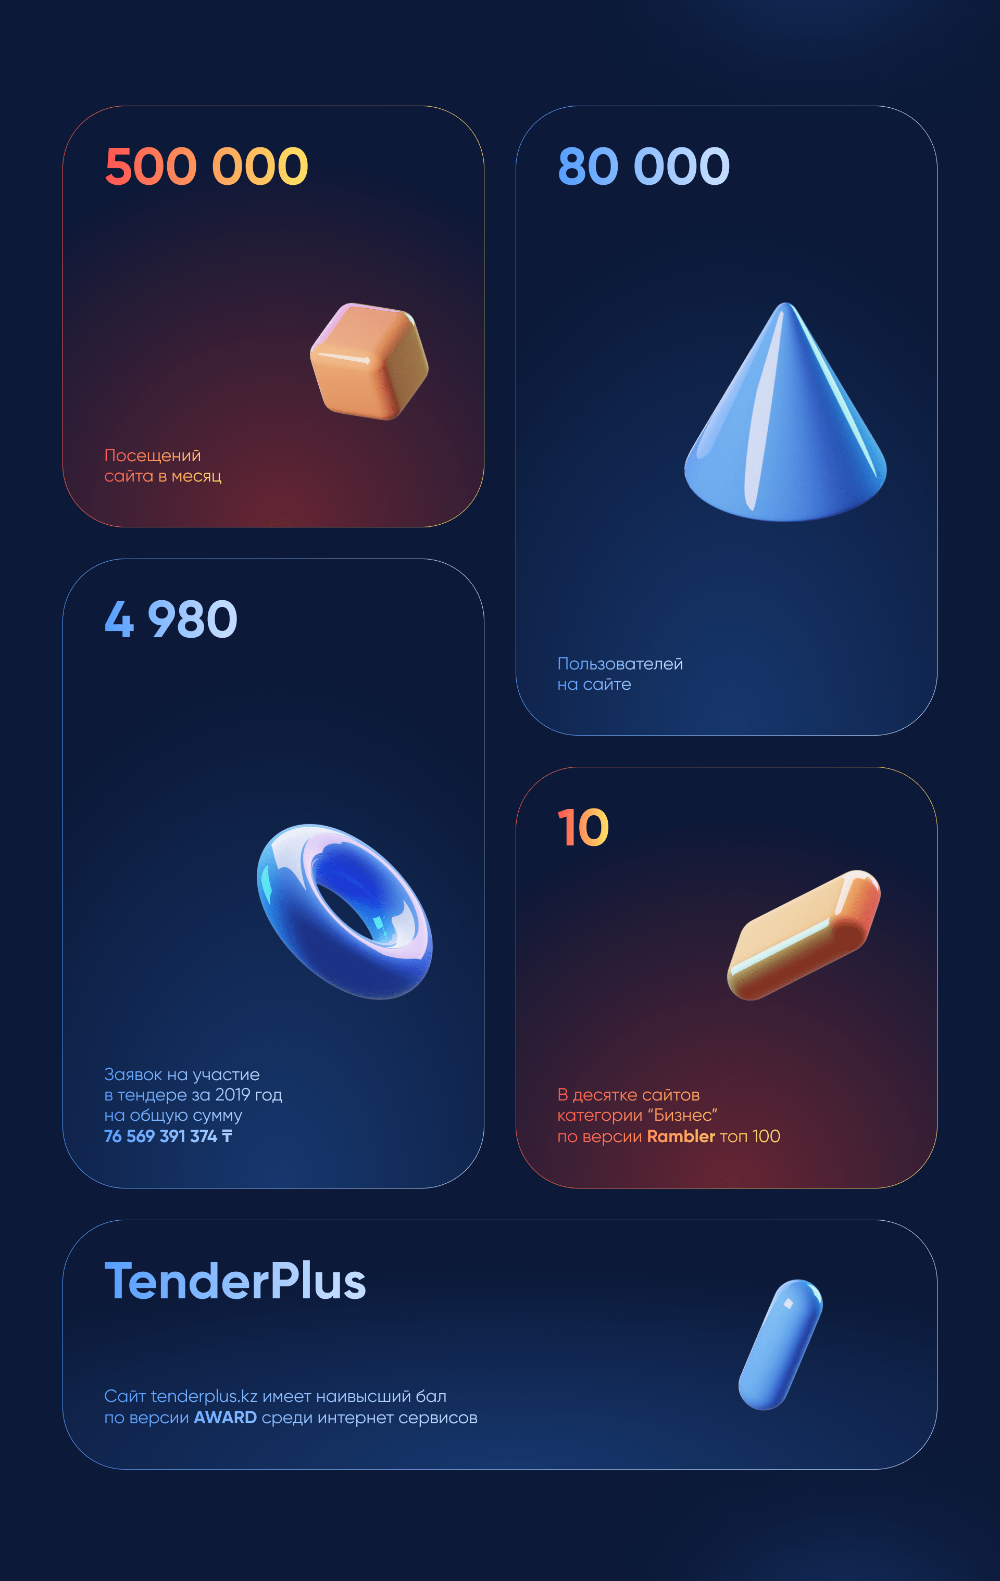 500 000
Посещений
сайта в месяц
80 000
Пользователей
на сайте
4 980
Заявок на участие
в тендере за 2019 год
на общую сумму
76 569 391 374 ₸
10
В десятке сайтов
категории “Бизнес”
по версии Rambler топ 100
TenderPlus
Сайт tenderplus.kz имеет наивысший бал
по версии AWARD среди интернет сервисов